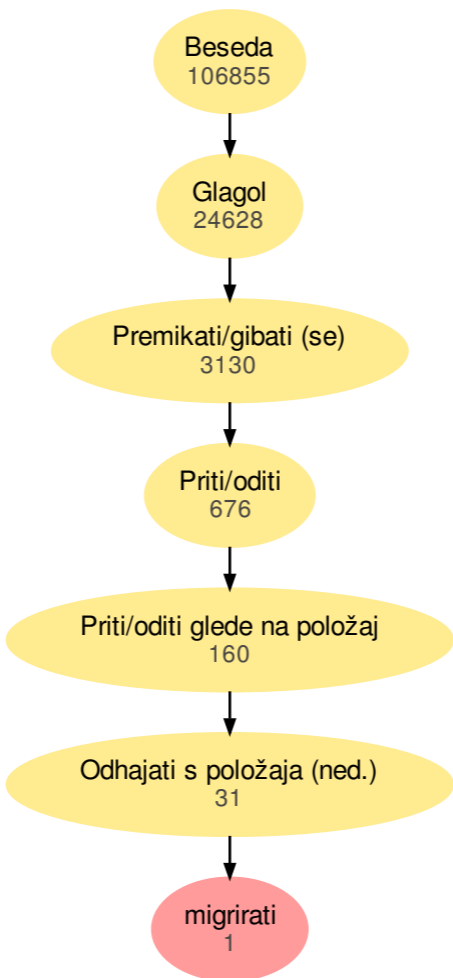 Beseda
106855
Glagol
24628
Premikati/gibati (se)
3130
Priti/oditi
676
Priti/oditi glede na položaj
160
Odhajati s položaja (ned.)
31
migrirati
1